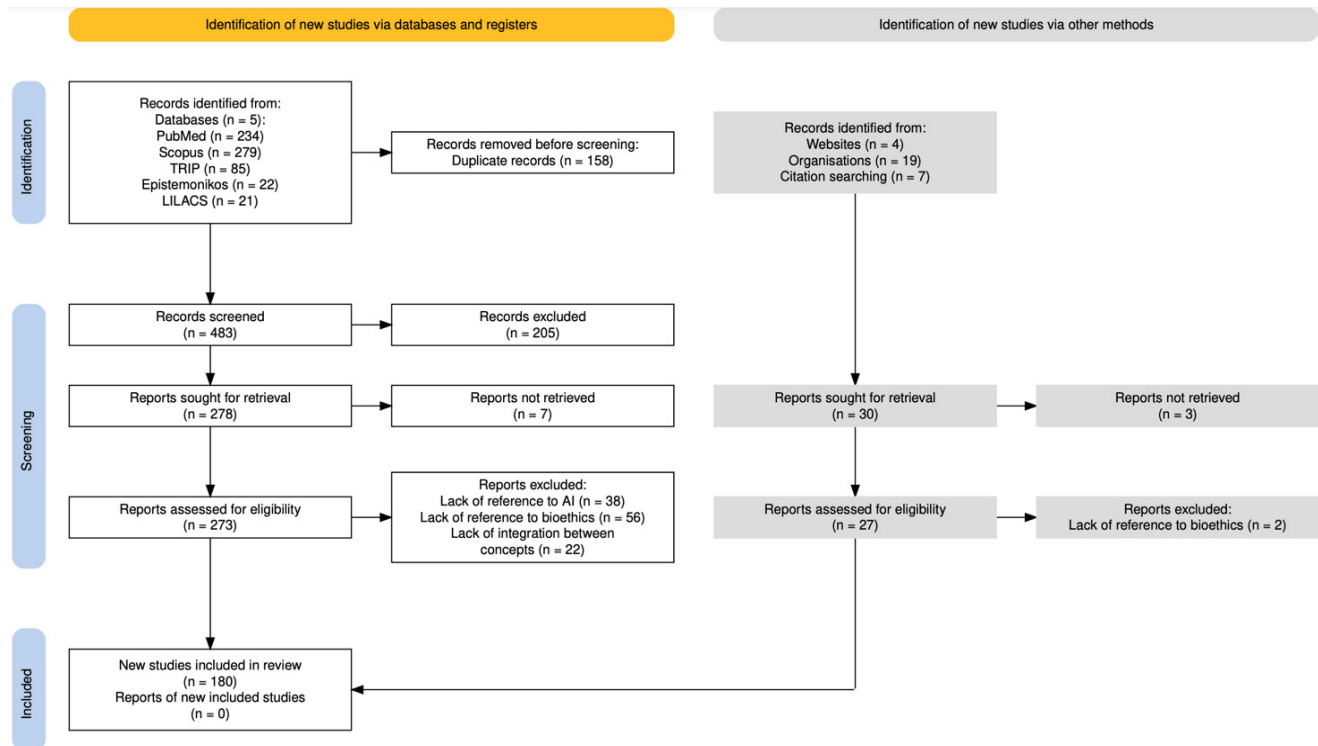 Identification of new studies via databases and registers
Identification of new studies via other methods
Identification
Records identified from:
Databases (n = 5):
PubMed (n = 234)
Scopus (n = 279)
TRIP (n = 85)
Epistemonikos (n = 22)
LILACS (n = 21)
Records removed before screening:
Duplicate records (n = 158)
Records identified from:
Websites (n = 4)
Organisations (n = 19)
Citation searching (n = 7)
Screening
Records screened
(n = 483)
Records excluded
(n = 205)
Reports sought for retrieval
(n = 278)
Reports not retrieved
(n = 7)
Reports sought for retrieval
(n = 30)
Reports not retrieved
(n = 3)
Reports assessed for eligibility
(n = 273)
Reports excluded:
Lack of reference to AI (n = 38)
Lack of reference to bioethics (n = 56)
Lack of integration between
concepts (n = 22)
Reports assessed for eligibility
(n = 27)
Reports excluded:
Lack of reference to bioethics (n = 2)
Included
New studies included in review
(n = 180)
Reports of new included studies
(n = 0)